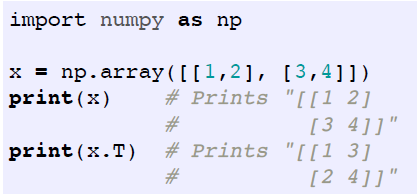 import numpy as np

x = np.array([[1,2], [3,4]])
print(x)    # Prints "[[1 2]
            #          [3 4]]"
print(x.T)  # Prints "[[1 3]
            #          [2 4]]"